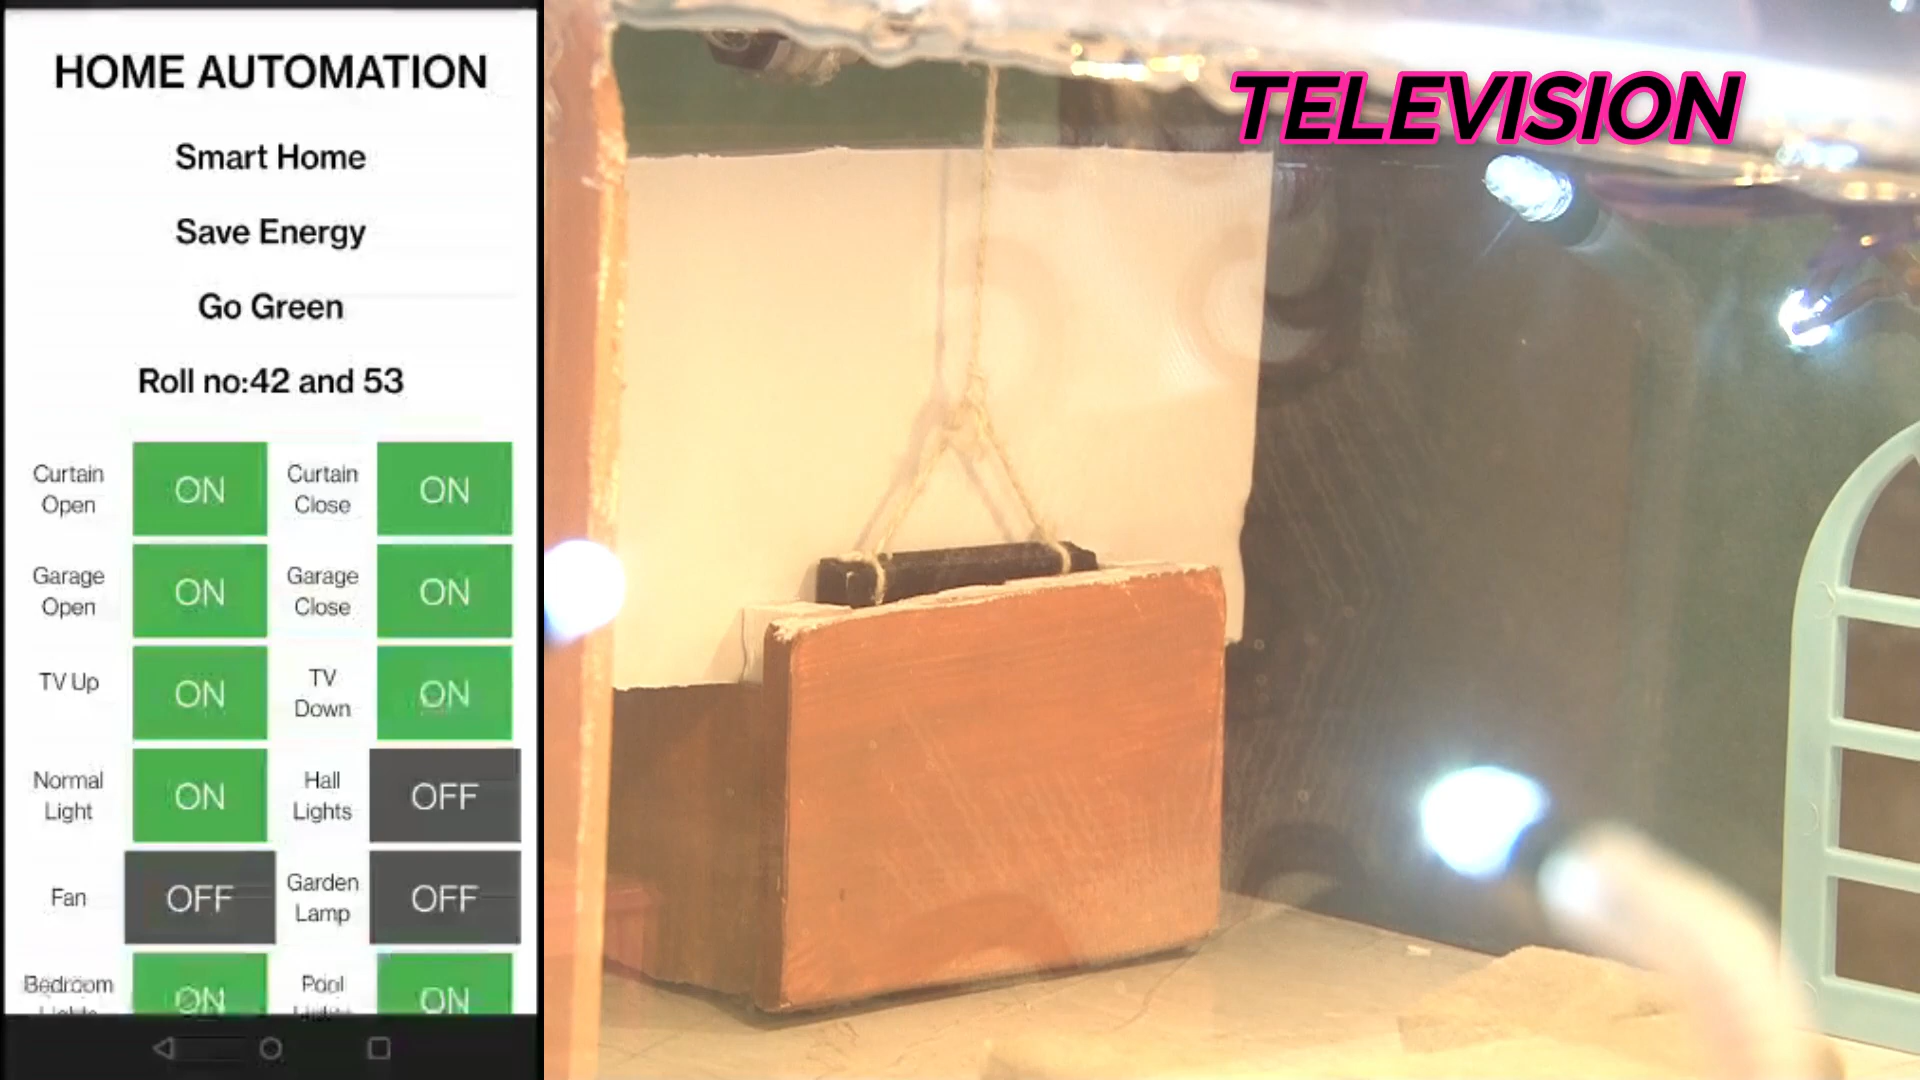 HOME AUTOMATION
Smart Home
Save Energy
Go Green
Roll no:42 and 53
Curtain Open ON Curtain Close ON
Garage Open ON Garage Close ON
TV Up ON TV Down ON
Normal Light ON Hall Lights OFF
Fan OFF Garden Lamp OFF
Bedroom ON Pool ON
TELEVISION